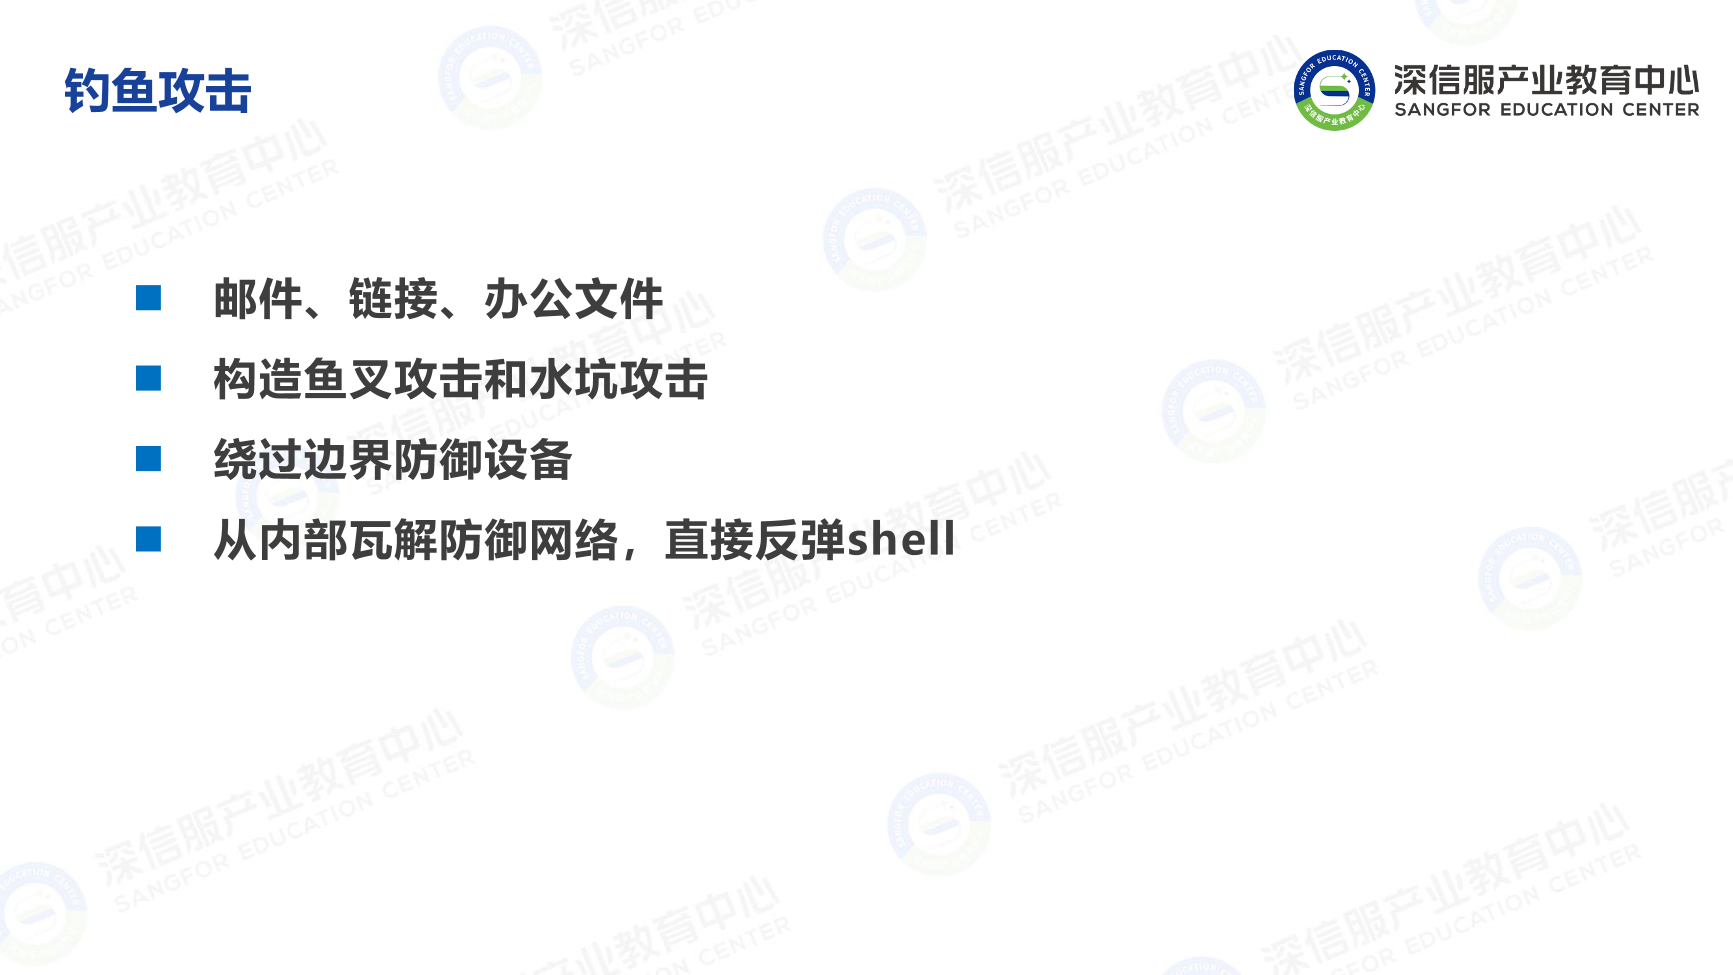 钓鱼攻击
深信服产业教育中心
SANGFOR EDUCATION CENTER
邮件、链接、办公文件
构造鱼叉攻击和水坑攻击
绕过边界防御设备
从内部瓦解防御网络，直接反弹shell